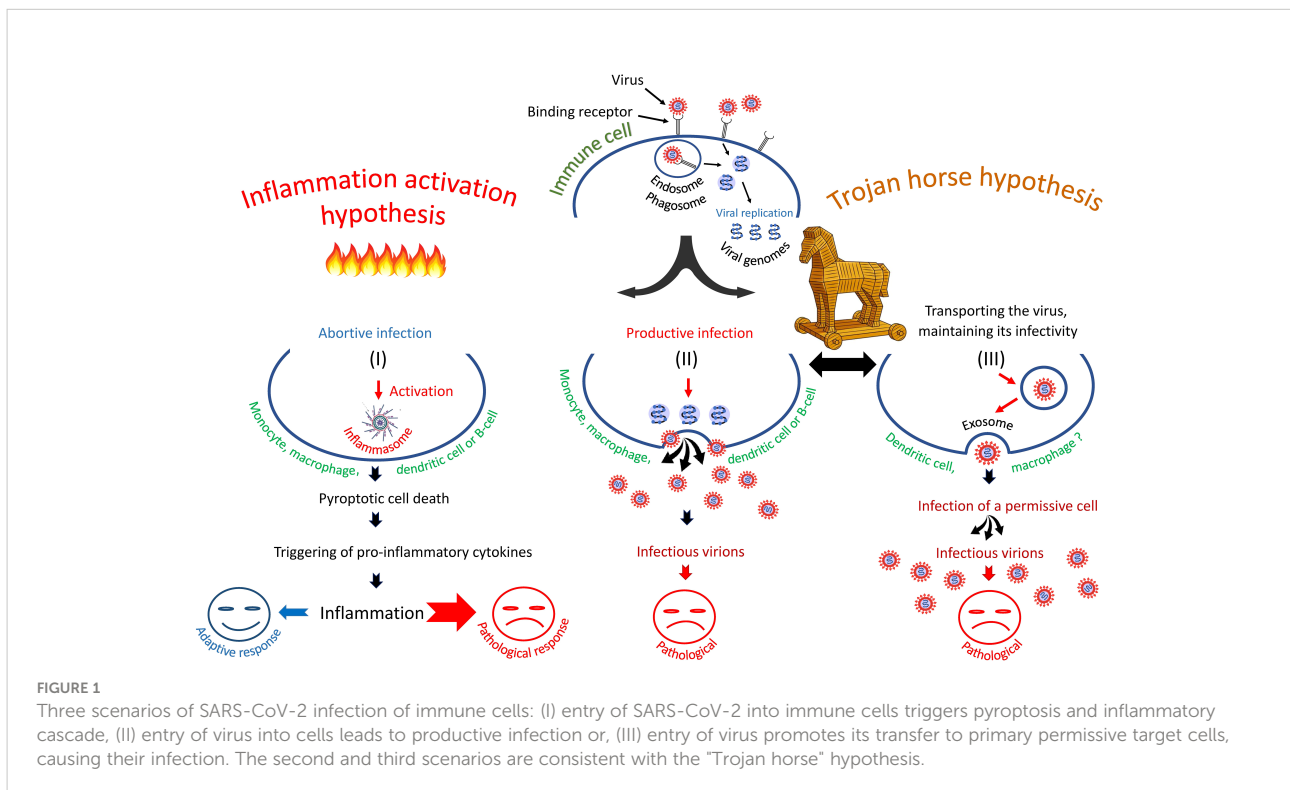 Virus
Binding receptor
Immune cell
Endosome
Phagosome
Viral replication
Viral genomes
Inflammation activation
hypothesis
Trojan horse hypothesis
Abortive infection
(I)
Activation
Inflammasome
Monocyte, macrophage, dendritic cell or B-cell
Pyroptotic cell death
Triggering of pro-inflammatory cytokines
Inflammation
Adaptive response
Pathological response
Productive infection
(II)
Monocyte, macrophage, dendritic cell or B-cell
Infectious virions
Pathological
Transporting the virus,
maintaining its infectivity
(III)
Exosome
Dendritic cell, macrophage ?
Infection of a permissive cell
Infectious virions
Pathological
FIGURE 1
Three scenarios of SARS-CoV-2 infection of immune cells: (I) entry of SARS-CoV-2 into immune cells triggers pyroptosis and inflammatory
cascade, (II) entry of virus into cells leads to productive infection or, (III) entry of virus promotes its transfer to primary permissive target cells,
causing their infection. The second and third scenarios are consistent with the "Trojan horse" hypothesis.